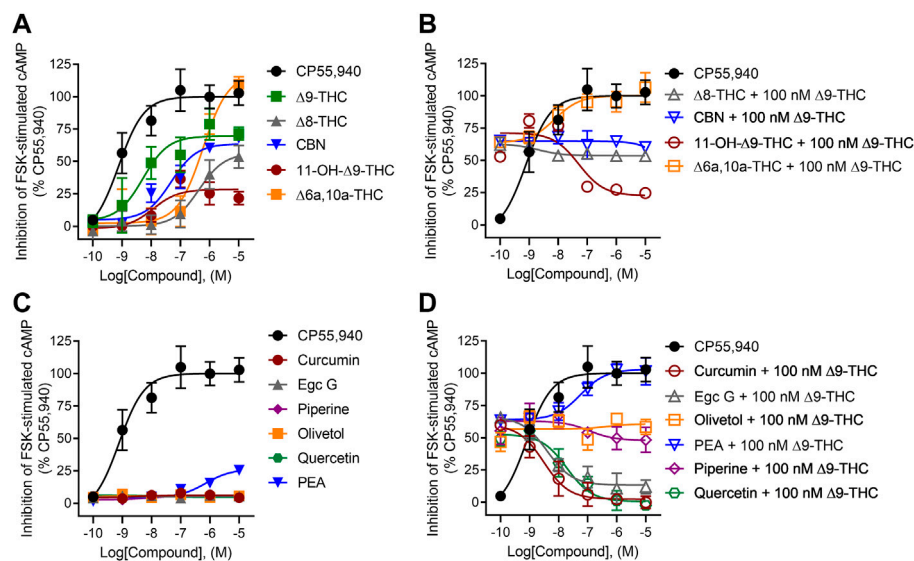 A
Inhibition of FSK-stimulated cAMP
(% CP55,940)
125
100
75
50
25
0
-10 -9 -8 -7 -6 -5
Log[Compound], (M)
CP55,940
Δ9-THC
Δ8-THC
CBN
11-OH-Δ9-THC
Δ6a,10a-THC
B
Inhibition of FSK-stimulated cAMP
(% CP55,940)
125
100
75
50
25
0
-10 -9 -8 -7 -6 -5
Log[Compound], (M)
CP55,940
Δ8-THC + 100 nM Δ9-THC
CBN + 100 nM Δ9-THC
11-OH-Δ9-THC + 100 nM Δ9-THC
Δ6a,10a-THC + 100 nM Δ9-THC
C
Inhibition of FSK-stimulated cAMP
(% CP55,940)
125
100
75
50
25
0
-10 -9 -8 -7 -6 -5
Log[Compound], (M)
CP55,940
Curcumin
Egc G
Piperine
Olivetol
Quercetin
PEA
D
Inhibition of FSK-stimulated cAMP
(% CP55,940)
125
100
75
50
25
0
-10 -9 -8 -7 -6 -5
Log[Compound], (M)
CP55,940
Curcumin + 100 nM Δ9-THC
Egc G + 100 nM Δ9-THC
Olivetol + 100 nM Δ9-THC
PEA + 100 nM Δ9-THC
Piperine + 100 nM Δ9-THC
Quercetin + 100 nM Δ9-THC